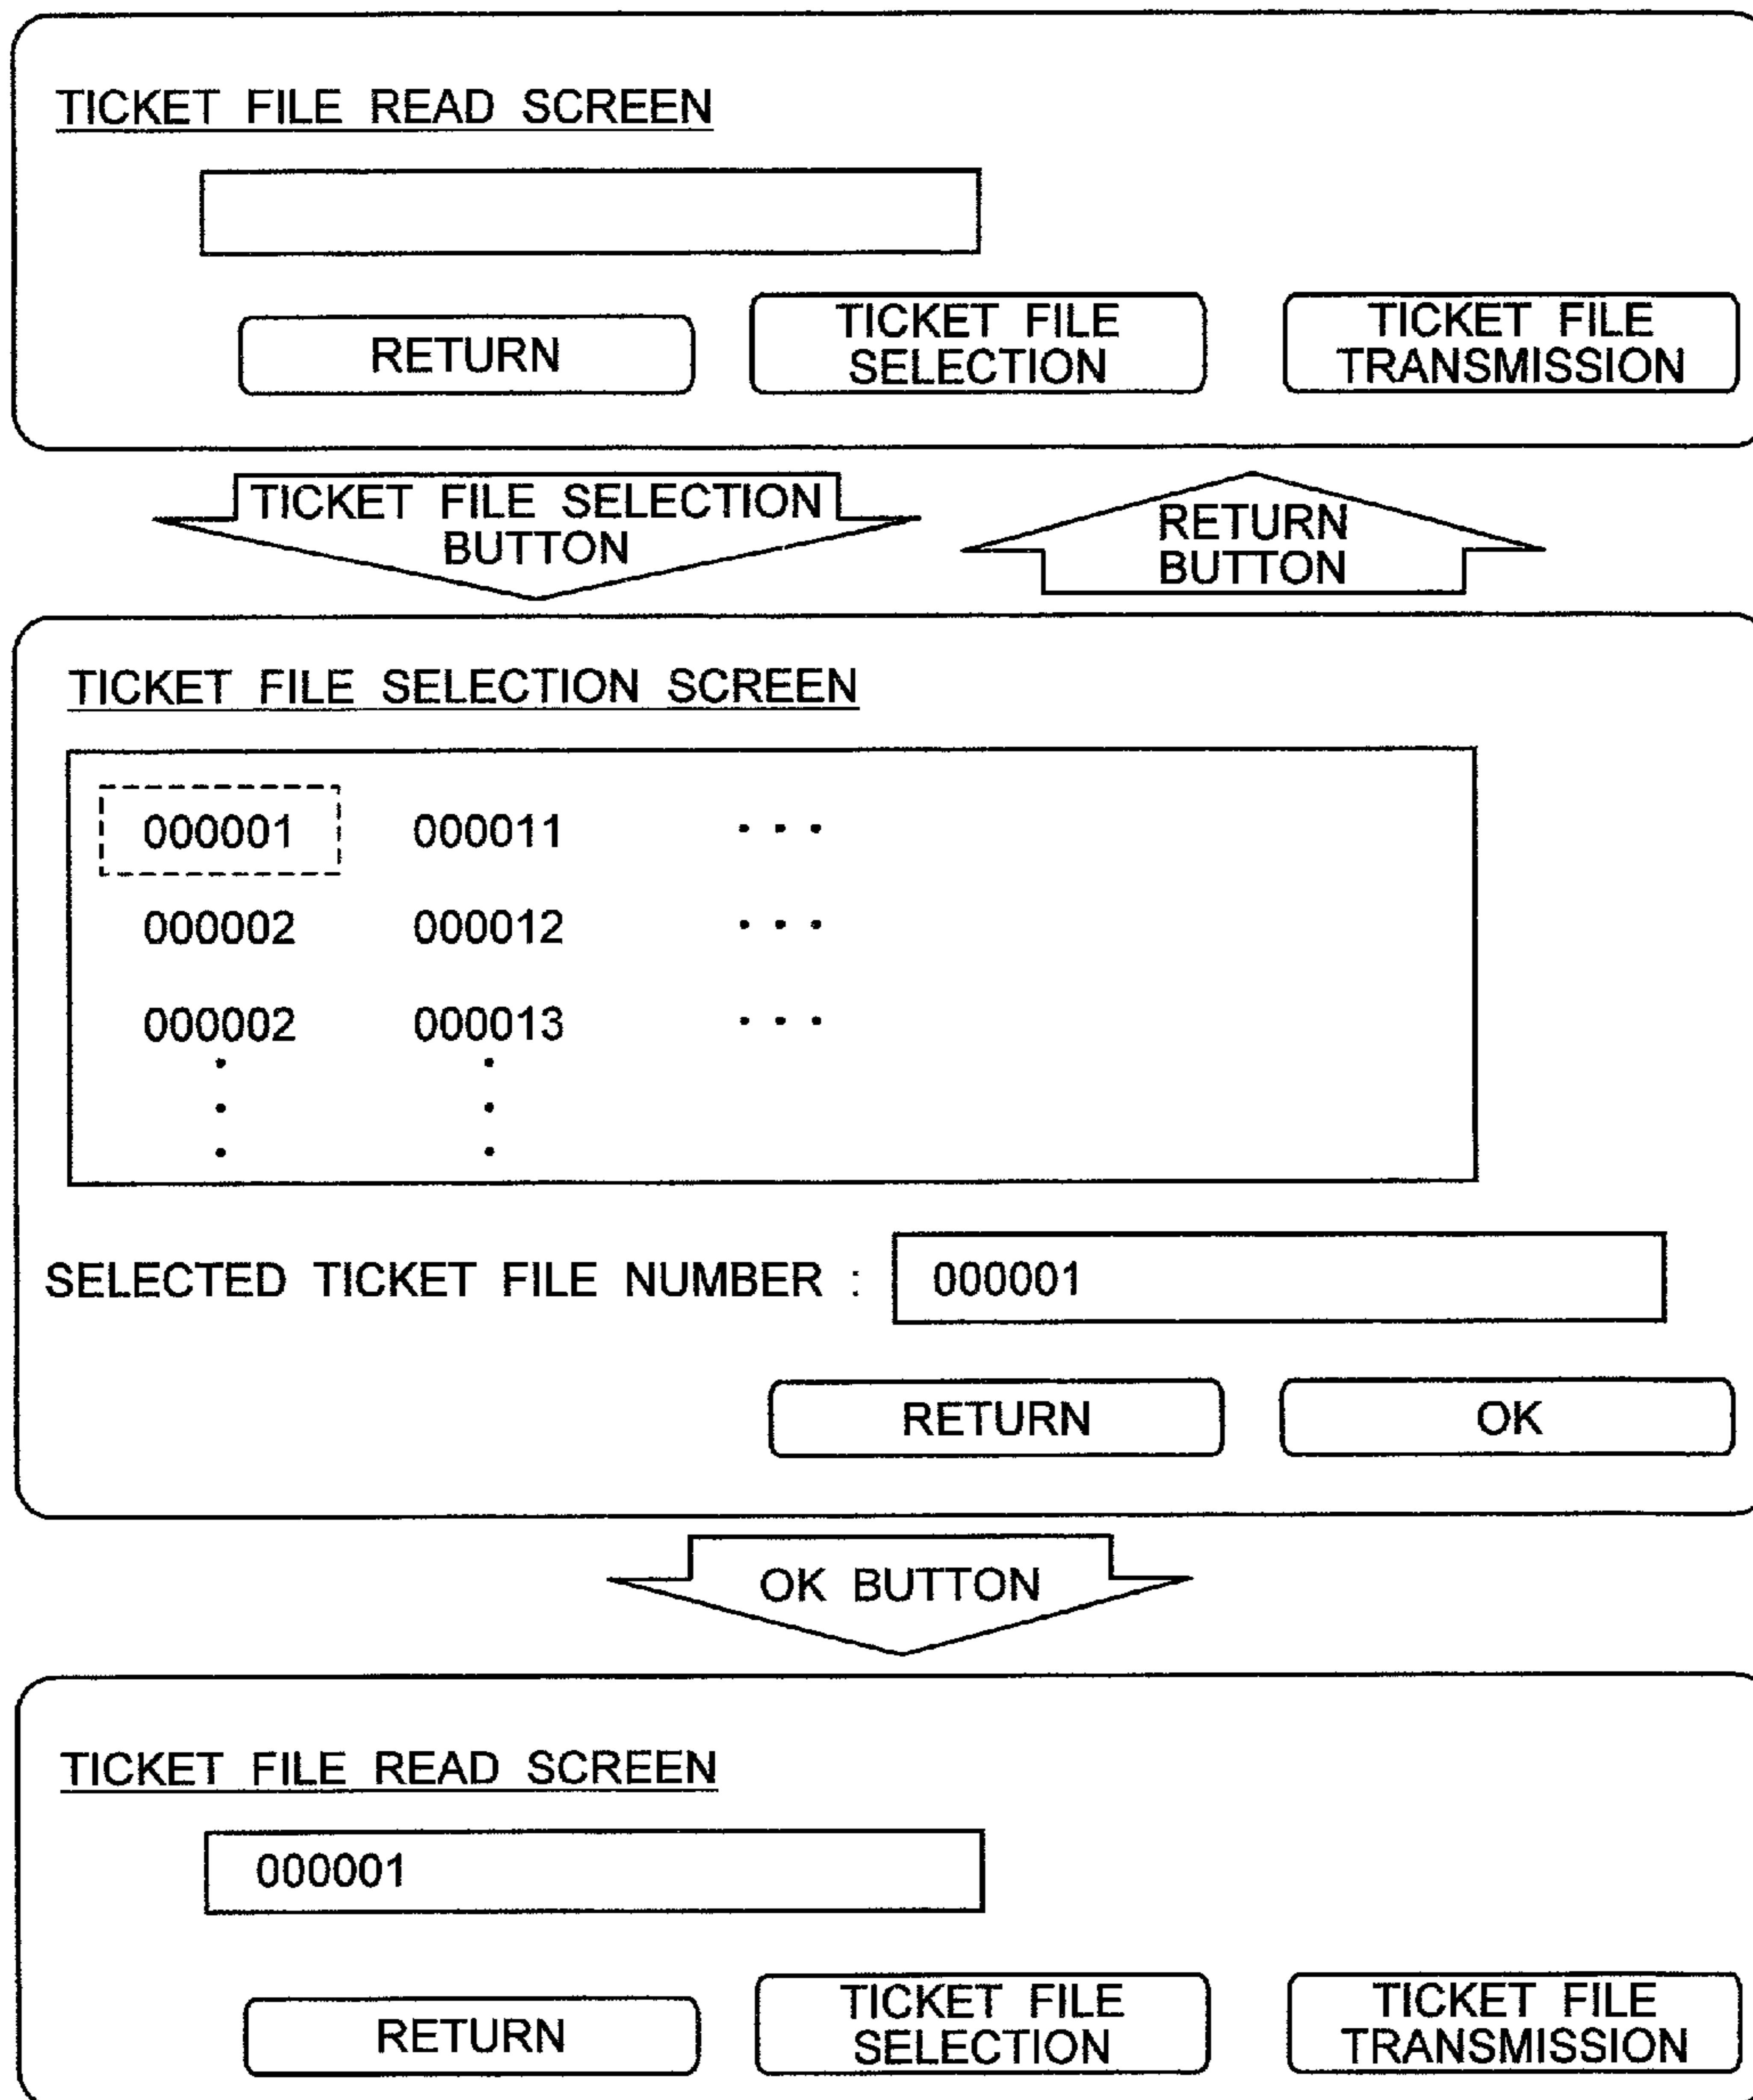 TICKET FILE READ SCREEN
RETURN
TICKET FILE
SELECTION
TICKET FILE
TRANSMISSION
TICKET FILE SELECTION
BUTTON
RETURN
BUTTON
TICKET FILE SELECTION SCREEN
000001 000011 ...
000002 000012 ...
000002 000013 ...
SELECTED TICKET FILE NUMBER : 000001
RETURN
OK
OK BUTTON
TICKET FILE READ SCREEN
000001
RETURN
TICKET FILE
SELECTION
TICKET FILE
TRANSMISSION